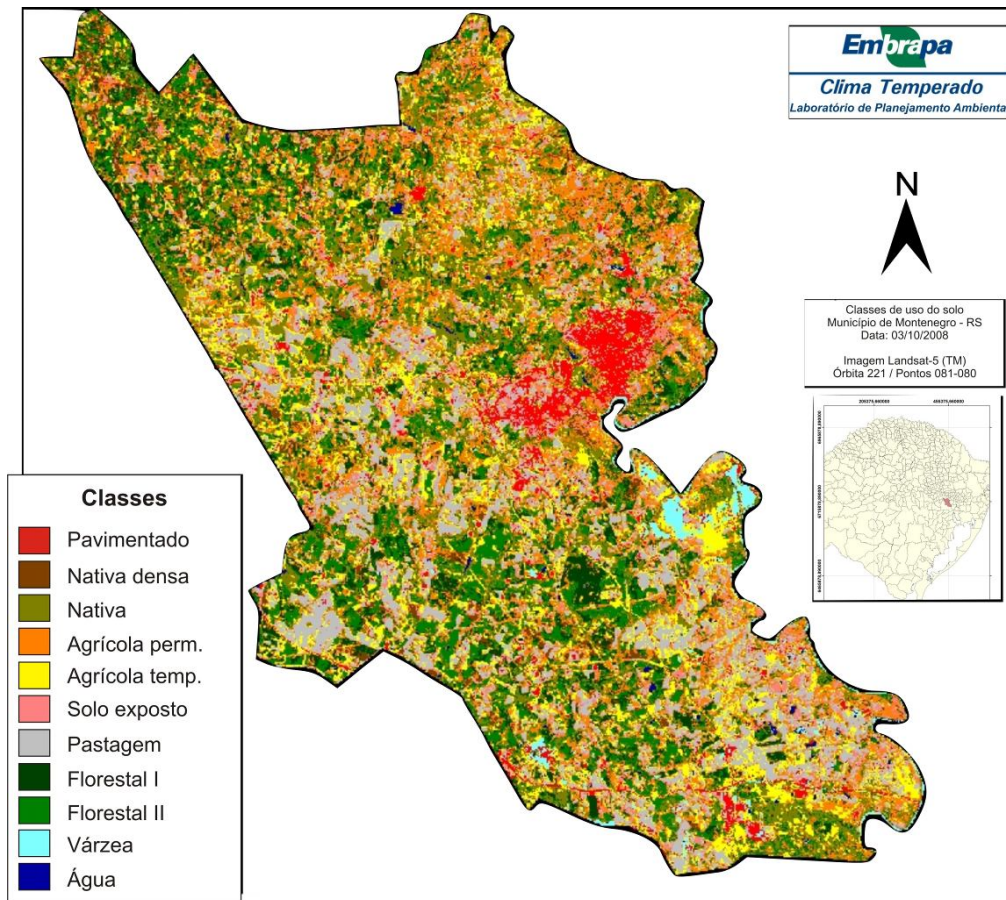 Embrapa
Clima Temperado
Laboratório de Planejamento Ambiental
N
Classes de uso do solo
Município de Montenegro - RS
Data: 03/10/2008
Imagem Landsat-5 (TM)
Órbita 221 / Pontos 081-080
Classes
Pavimentado
Nativa densa
Nativa
Agrícola perm.
Agrícola temp.
Solo exposto
Pastagem
Florestal I
Florestal II
Várzea
Água